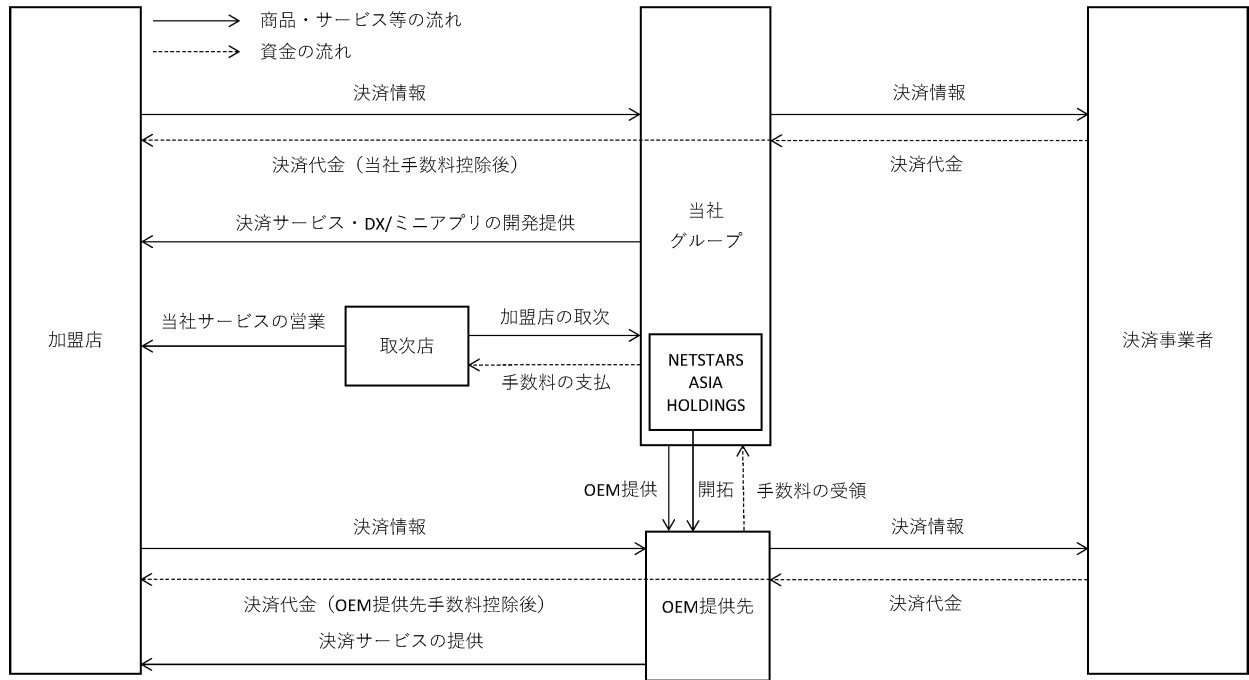 商品・サービス等の流れ
資金の流れ
決済情報
決済情報
決済代金（当社手数料控除後）
決済代金
当社
グループ
決済サービス・DX/ミニアプリの開発提供
加盟店
当社サービスの営業
取次店
加盟店の取次
手数料の支払
NETSTARS
ASIA
HOLDINGS
決済事業者
OEM提供
開拓
手数料の受領
決済情報
決済情報
決済代金（OEM提供先手数料控除後）
OEM提供先
決済代金
決済サービスの提供